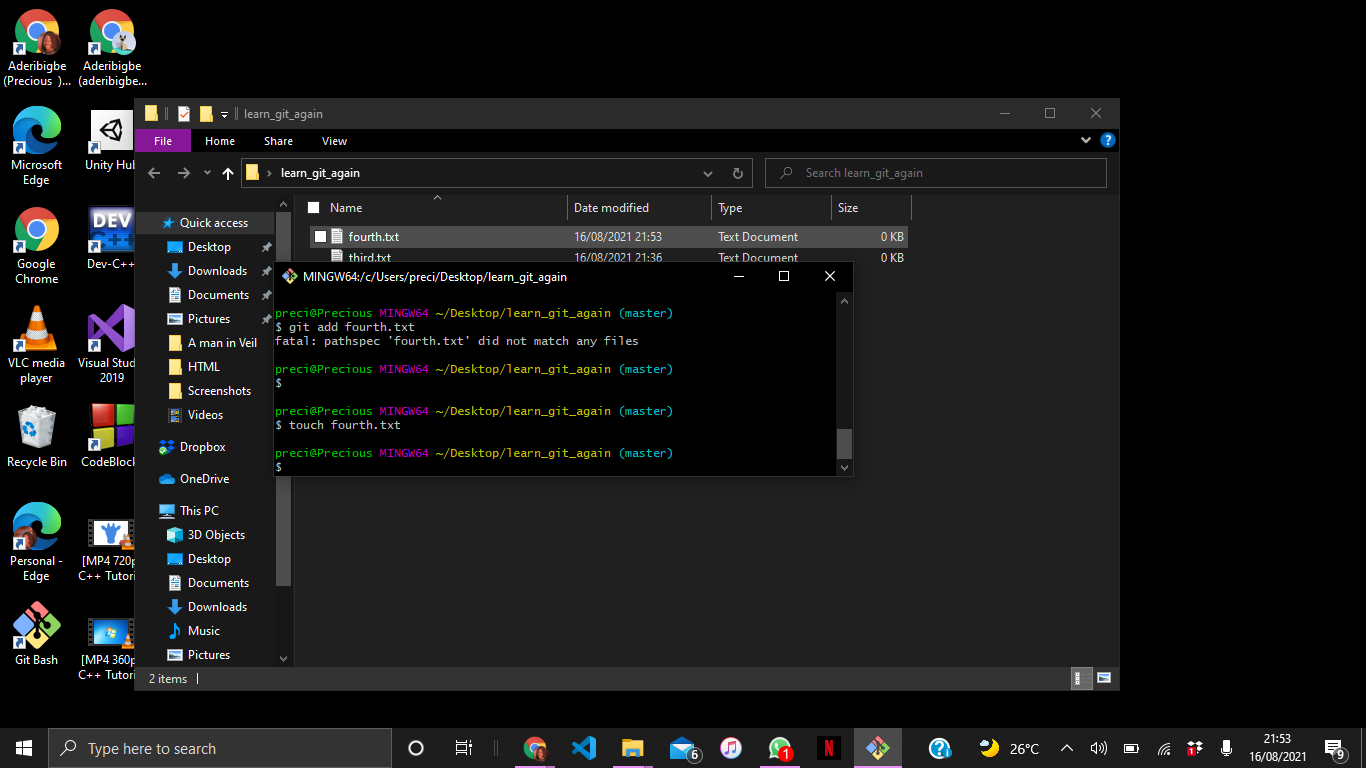 Aderibigbe
(Precious )...
Aderibigbe
(aderibigbe...
Microsoft
Edge
Unity Hub
Google
Chrome
DEV
Dev-C++
VLC media
player
Visual Stud
2019
Recycle Bin
CodeBlock
Personal -
Edge
[MP4 720p
C++ Tutori
Git Bash
[MP4 360p
C++ Tutori
learn_git_again
File Home Share View
learn_git_again
Search learn_git_again
Name Date modified Type Size
fourth.txt 16/08/2021 21:53 Text Document 0 KB
third.txt 16/08/2021 21:36 Text Document 0 KB
Quick access
Desktop
Downloads
Documents
Pictures
A man in Veil
HTML
Screenshots
Videos
Dropbox
OneDrive
This PC
3D Objects
Desktop
Documents
Downloads
Music
Pictures
2 items
MINGW64:/c/Users/preci/Desktop/learn_git_again
preci@Precious MINGW64 ~/Desktop/learn_git_again (master)
$ git add fourth.txt
fatal: pathspec 'fourth.txt' did not match any files
preci@Precious MINGW64 ~/Desktop/learn_git_again (master)
$
preci@Precious MINGW64 ~/Desktop/learn_git_again (master)
$ touch fourth.txt
preci@Precious MINGW64 ~/Desktop/learn_git_again (master)
$
Type here to search
6
1
N
26°C
1
21:53
16/08/2021
9